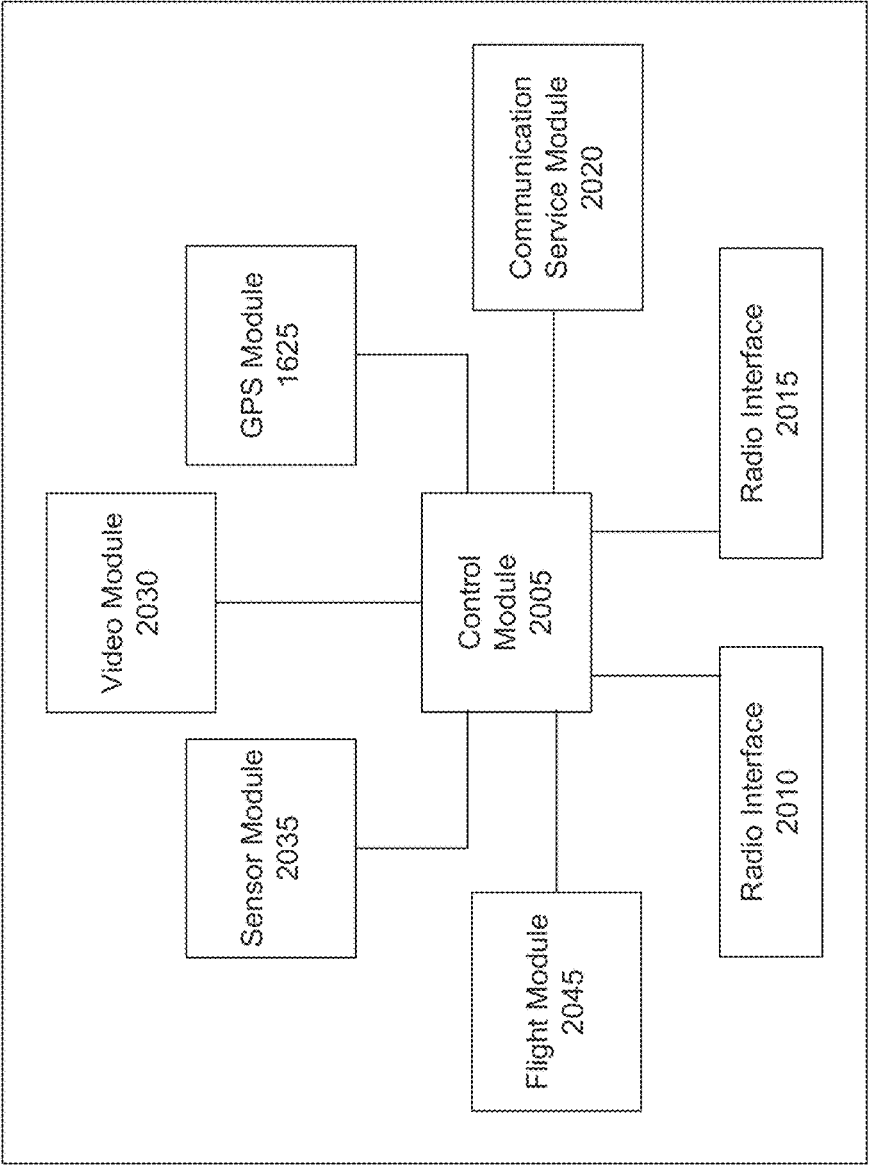 Video Module
2030
Sensor Module
2035
GPS Module
1625
Control
Module
2005
Flight Module
2045
Communication
Service Module
2020
Radio Interface
2010
Radio Interface
2015